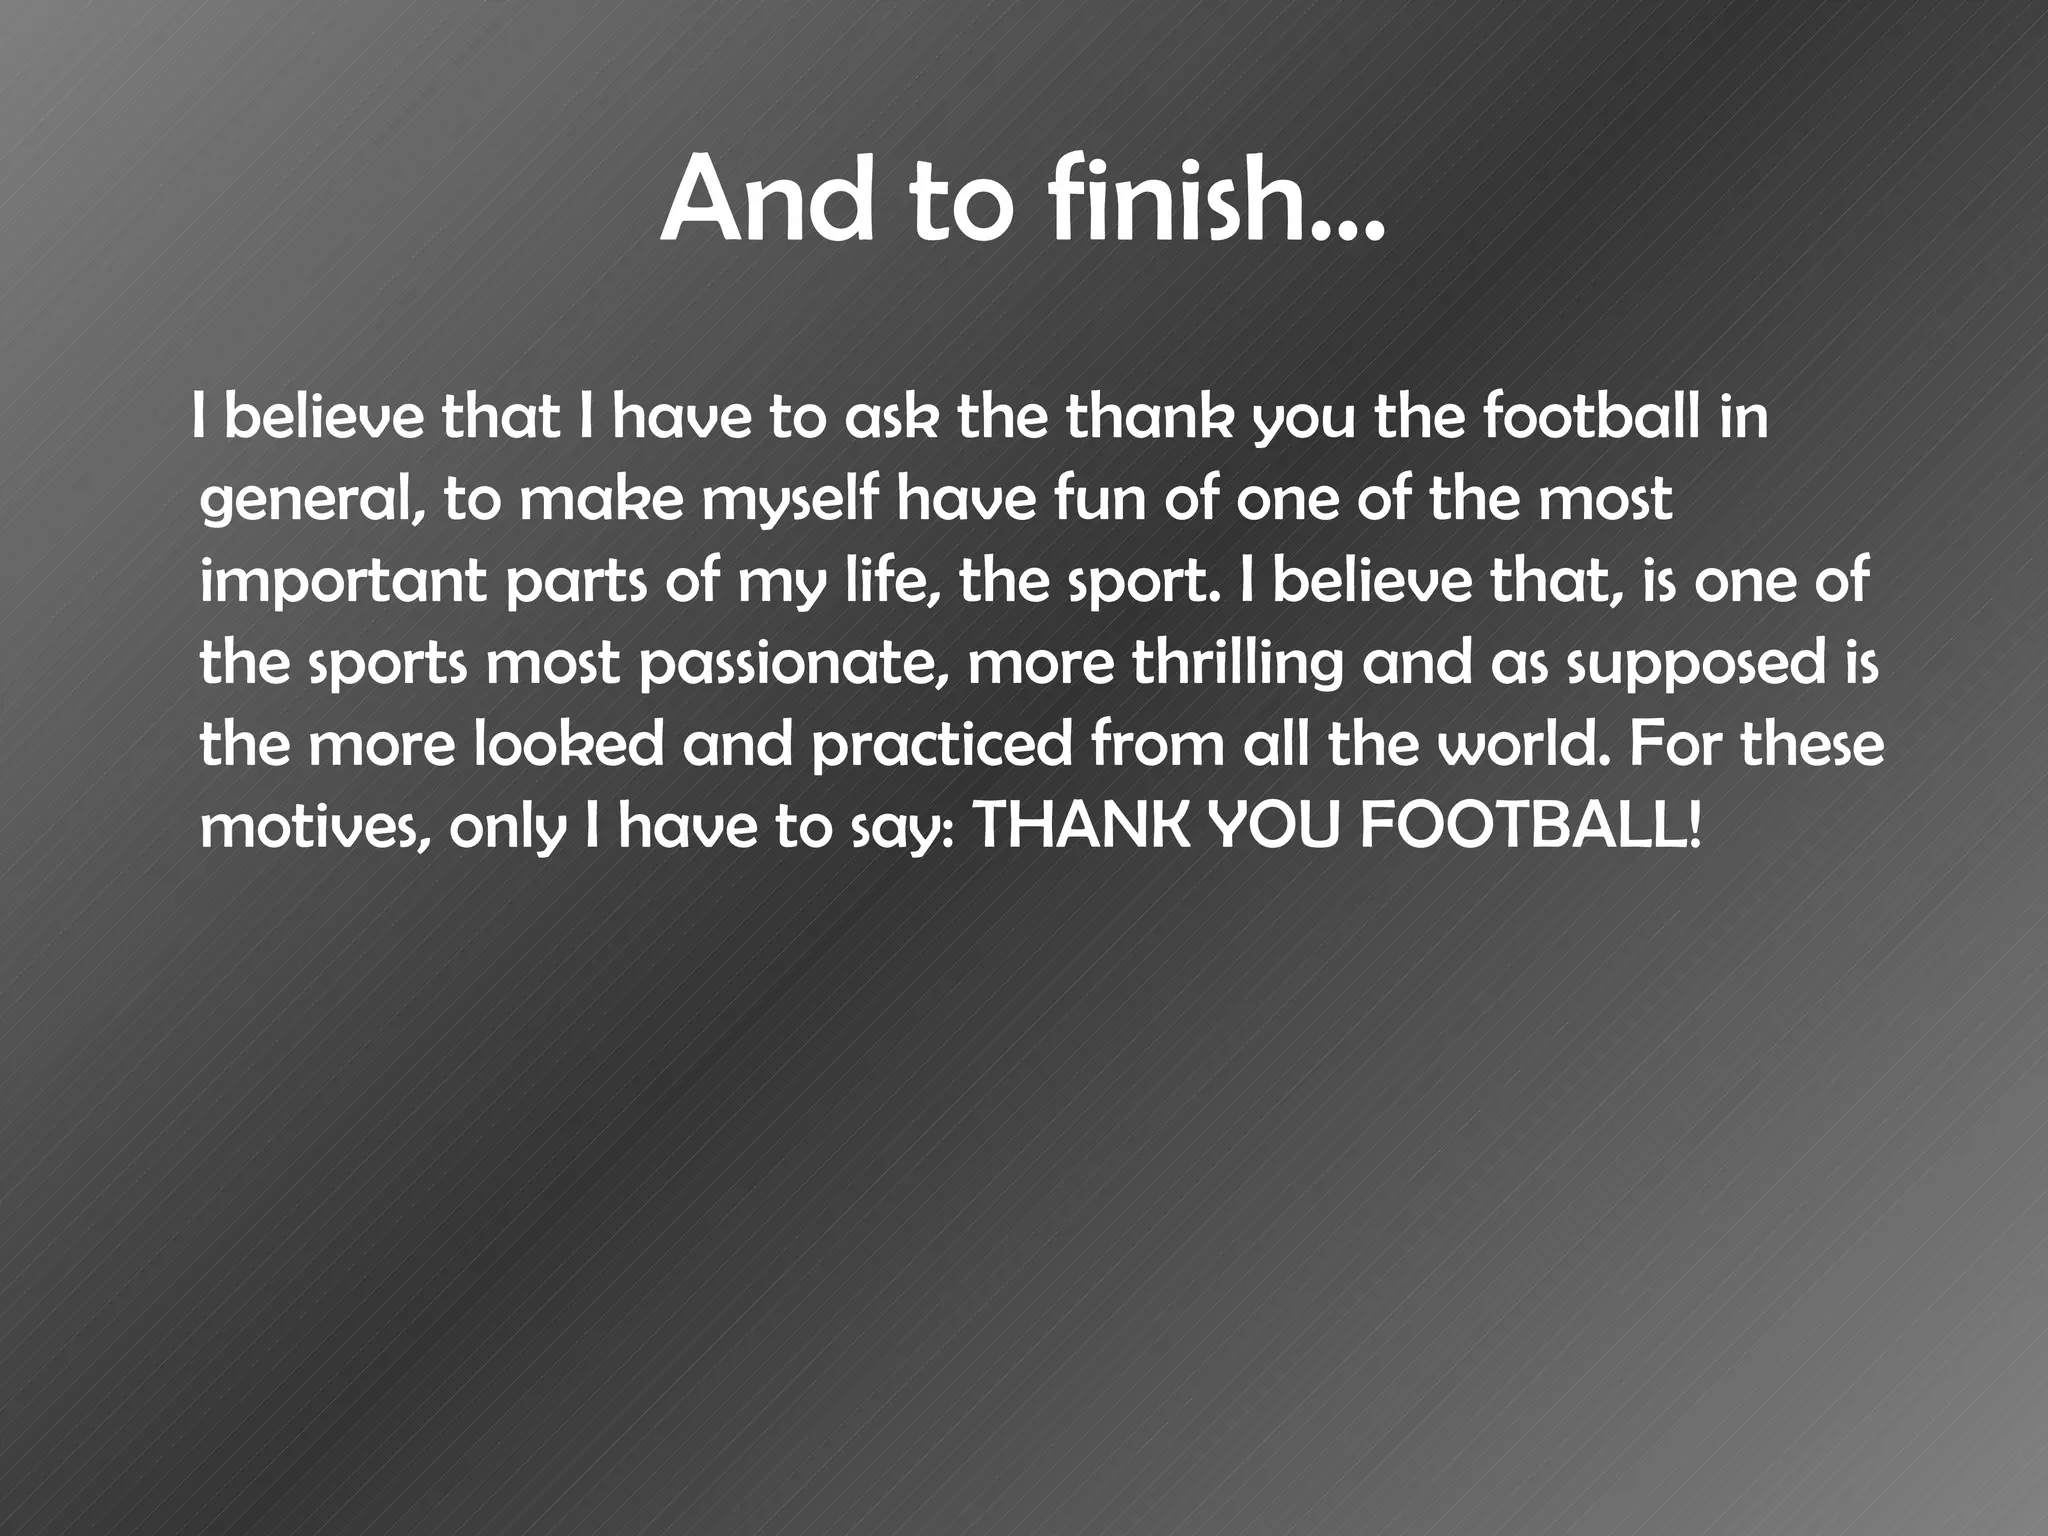 And to finish...
I believe that I have to ask the thank you the football in
general, to make myself have fun of one of the most
important parts of my life, the sport. I believe that, is one of
the sports most passionate, more thrilling and as supposed is
the more looked and practiced from all the world. For these
motives, only I have to say: THANK YOU FOOTBALL!